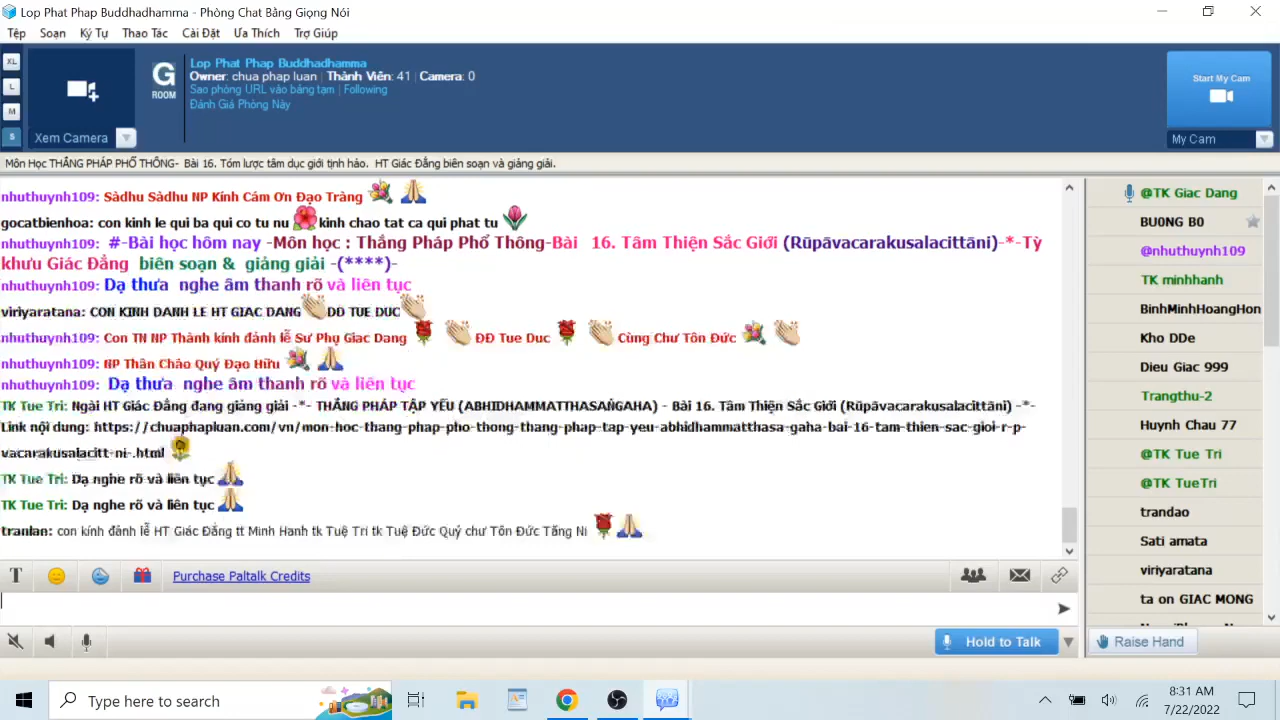 Lop Phat Phap Buddhadhamma - Phòng Chat Bằng Giọng Nói
Tệp Soạn Ký Tự Thao Tác Cài Đặt Ưa Thích Trợ Giúp
XL
L
M
S
Xem Camera
G
ROOM
Lop Phat Phap Buddhadhamma
Owner: chua phap luan | Thành Viên: 41 | Camera: 0
Sao phòng URL vào bảng tạm | Following
Đánh Giá Phòng Này
Start My Cam
My Cam
Môn Học THẮNG PHÁP PHỔ THÔNG- Bài 16. Tóm lược tâm dục giới tịnh hảo. HT Giác Đẳng biên soạn và giảng giải.
nhuthuynh109: Sàdhu Sàdhu NP Kính Cám Ơn Đạo Tràng
gocatbienhoa: con kinh le qui ba qui co tu nu kinh chao tat ca qui phat tu
nhuthuynh109: #-Bài học hôm nay -Môn học : Thắng Pháp Phổ Thông-Bài 16. Tâm Thiện Sắc Giới (Rūpāvacarakusalacittāni)-*-Tỳ
khưu Giác Đẳng biên soạn & giảng giải -(****)-
nhuthuynh109: Dạ thưa nghe âm thanh rõ và liên tục
viriyaratana: CON KINH DANH LE HT GIAC DANG DD TUE DUC
nhuthuynh109: Con TN NP Thành kính đảnh lễ Sư Phụ Giac Dang ĐĐ Tue Duc Cùng Chư Tôn Đức
nhuthuynh109: NP Thân Chào Quý Đạo Hữu
nhuthuynh109: Dạ thưa nghe âm thanh rõ và liên tục
TK Tue Tri: Ngài HT Giác Đẳng đang giảng giải -*- THẮNG PHÁP TẬP YẾU (ABHIDHAMMATTHASAṄGAHA) - Bài 16. Tâm Thiện Sắc Giới (Rūpāvacarakusalacittāni) -*-
Link nội dung: https://chuaphapluan.com/vn/mon-hoc-thang-phap-pho-thong-thang-phap-tap-yeu-abhidhammatthasa-gaha-bai-16-tam-thien-sac-gioi-r-p-
vacarakusalacitt-ni-.html
TK Tue Tri: Dạ nghe rõ và liên tục
TK Tue Tri: Dạ nghe rõ và liên tục
tranlan: con kính đảnh lễ HT Giác Đẳng tt Minh Hanh tk Tuệ Trí tk Tuệ Đức Quý chư Tôn Đức Tăng Ni
@TK Giac Dang
BUONG B0
@nhuthuynh109
TK minhhanh
BinhMinhHoangHon
Kho DDe
Dieu Giac 999
Trangthu-2
Huynh Chau 77
@TK Tue Tri
@TK TueTri
trandao
Sati amata
viriyaratana
ta on GIAC MONG
T Purchase Paltalk Credits
Hold to Talk
Raise Hand
Type here to search
8:31 AM
7/22/2022